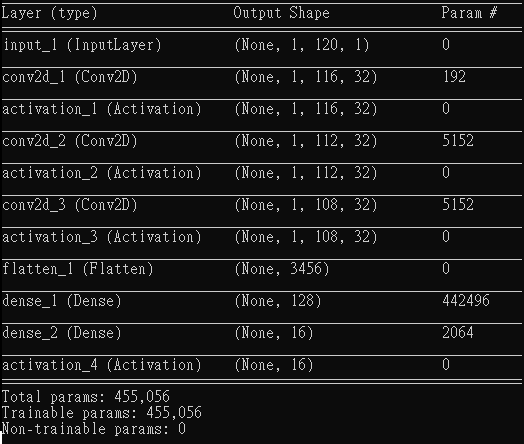 Layer (type) Output Shape Param #
input_1 (InputLayer) (None, 1, 120, 1) 0
conv2d_1 (Conv2D) (None, 1, 116, 32) 192
activation_1 (Activation) (None, 1, 116, 32) 0
conv2d_2 (Conv2D) (None, 1, 112, 32) 5152
activation_2 (Activation) (None, 1, 112, 32) 0
conv2d_3 (Conv2D) (None, 1, 108, 32) 5152
activation_3 (Activation) (None, 1, 108, 32) 0
flatten_1 (Flatten) (None, 3456) 0
dense_1 (Dense) (None, 128) 442496
dense_2 (Dense) (None, 16) 2064
activation_4 (Activation) (None, 16) 0
Total params: 455,056
Trainable params: 455,056
Non-trainable params: 0